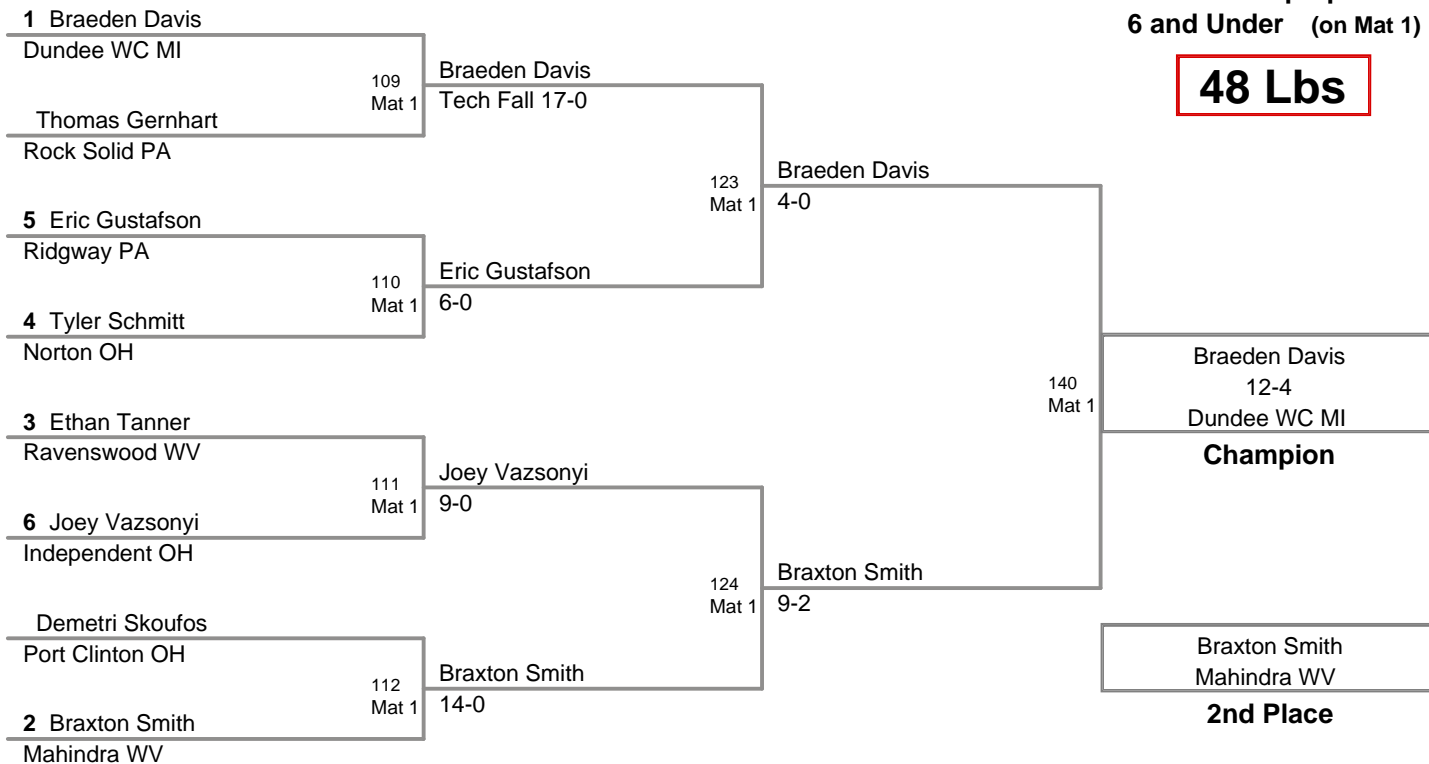 6 and Under (on Mat 1)
48 Lbs
1 Braeden Davis
Dundee WC MI
109
Mat 1
Thomas Gernhart
Rock Solid PA
Braeden Davis
Tech Fall 17-0
5 Eric Gustafson
Ridgway PA
110
Mat 1
4 Tyler Schmitt
Norton OH
Eric Gustafson
6-0
123
Mat 1
Braeden Davis
4-0
3 Ethan Tanner
Ravenswood WV
111
Mat 1
6 Joey Vazsonyi
Independent OH
Joey Vazsonyi
9-0
Demetri Skoufos
Port Clinton OH
112
Mat 1
2 Braxton Smith
Mahindra WV
Braxton Smith
14-0
124
Mat 1
Braxton Smith
9-2
140
Mat 1
Braeden Davis
12-4
Dundee WC MI
Champion
Braxton Smith
Mahindra WV
2nd Place